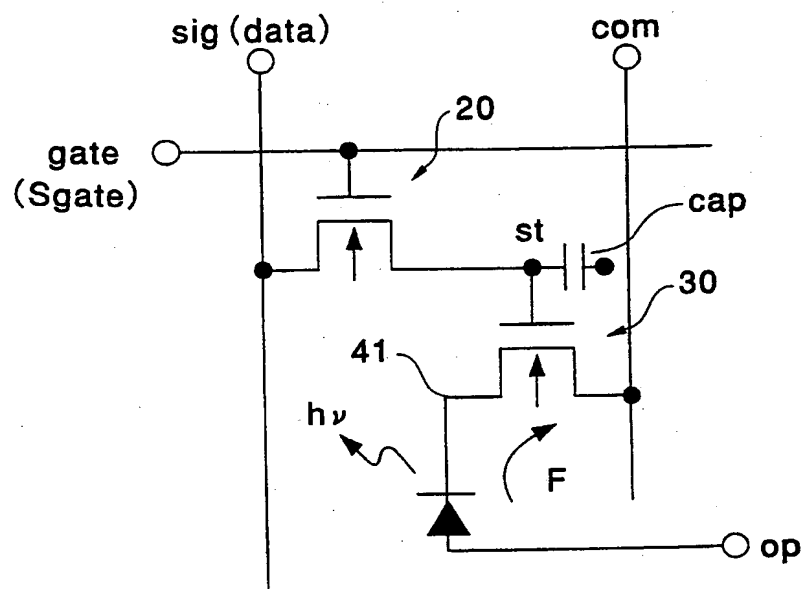 sig (data)
com
20
gate
(Sgate)
cap
st
30
41
hν
F
op